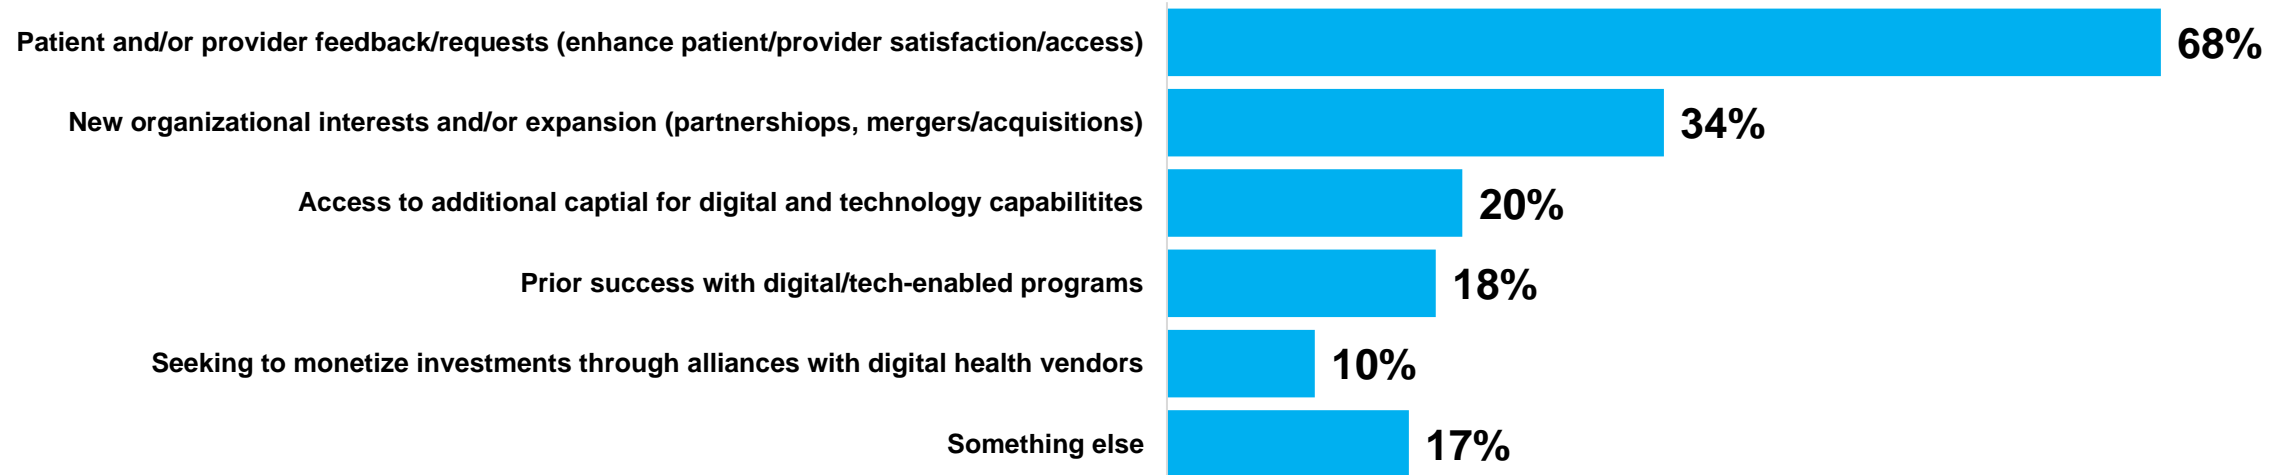 Patient and/or provider feedback/requests (enhance patient/provider satisfaction/access) 68%
New organizational interests and/or expansion (partnershiops, mergers/acquisitions) 34%
Access to additional captial for digital and technology capabilitites 20%
Prior success with digital/tech-enabled programs 18%
Seeking to monetize investments through alliances with digital health vendors 10%
Something else 17%